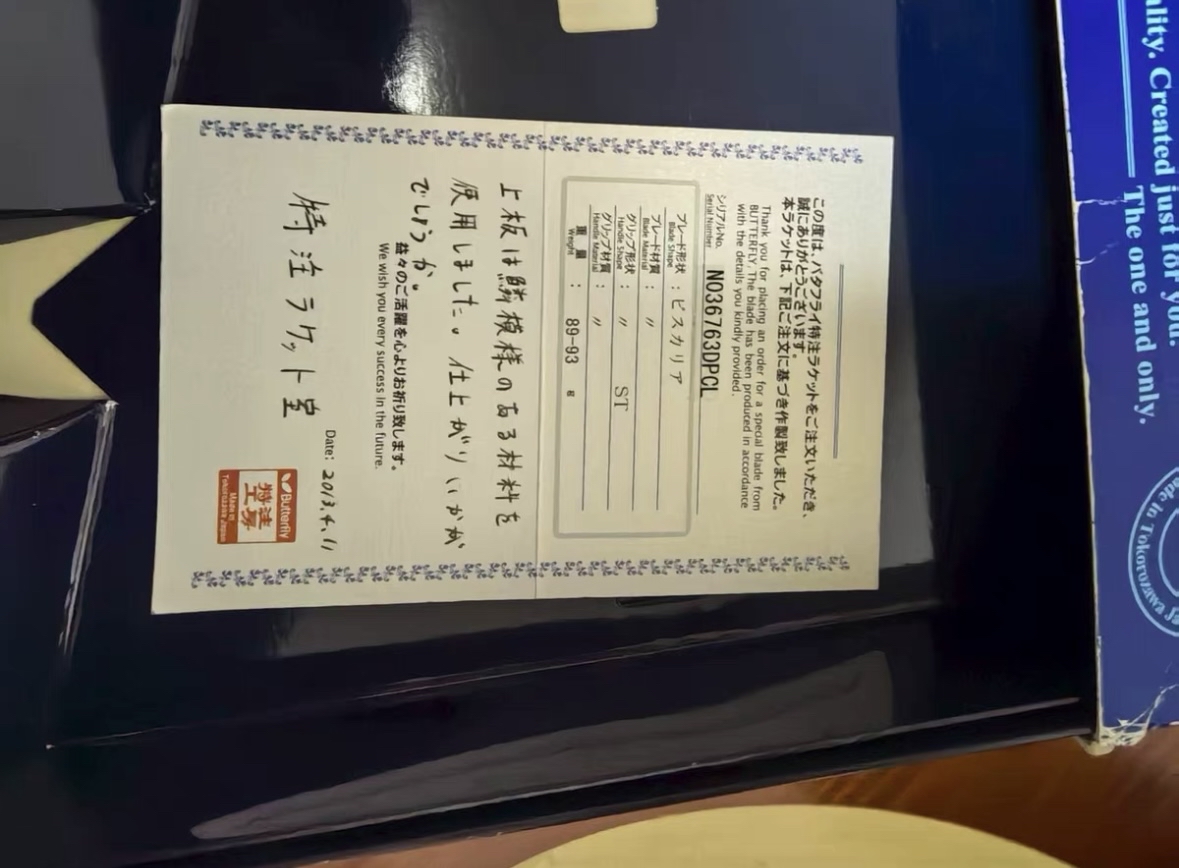 この度は、バタフライ特注ラケットをご注文いただき、
誠にありがとうございます。
本ラケットは、下記ご注文に基づき作製致しました。
Thank you for placing an order for a special blade from
BUTTERFLY. The blade has been produced in accordance
with the details you kindly provided.
シリアルNo.
Serial Number
N036763DPCL
ブレード形状 : ビスカリア
Blade Shape
ブレード材質 : 〃
Blade Material
グリップ形状 : 〃 ST
Handle Shape
グリップ材質 : 〃
Handle Material
重量 : 89-93
Weight
上板は鱗模様のある材料を
使用しました。仕上がりいかが
でしょうか。
益々のご活躍を心よりお祈り致します。
We wish you every success in the future.
Date: 2013.4.11
特注ラケット室
Butterfly
特注
工房
Made in
Tokorozawa Japan
ality. Created just for you.
The one and only.
ade in Tokorozawa Ja